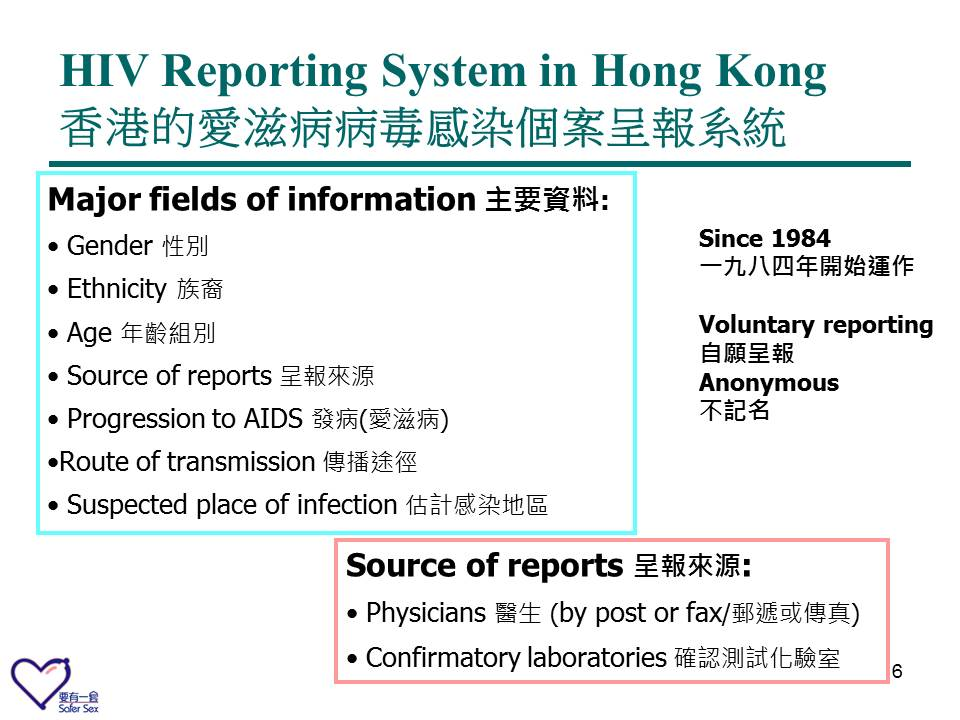 HIV Reporting System in Hong Kong
香港的愛滋病病毒感染個案呈報系統
Major fields of information 主要資料:
• Gender 性別
• Ethnicity 族裔
• Age 年齡組別
• Source of reports 呈報來源
• Progression to AIDS 發病(愛滋病)
•Route of transmission 傳播途徑
• Suspected place of infection 估計感染地區
Since 1984
一九八四年開始運作
Voluntary reporting
自願呈報
Anonymous
不記名
Source of reports 呈報來源:
• Physicians 醫生 (by post or fax/郵遞或傳真)
• Confirmatory laboratories 確認測試化驗室
6
要有一套
Safer Sex